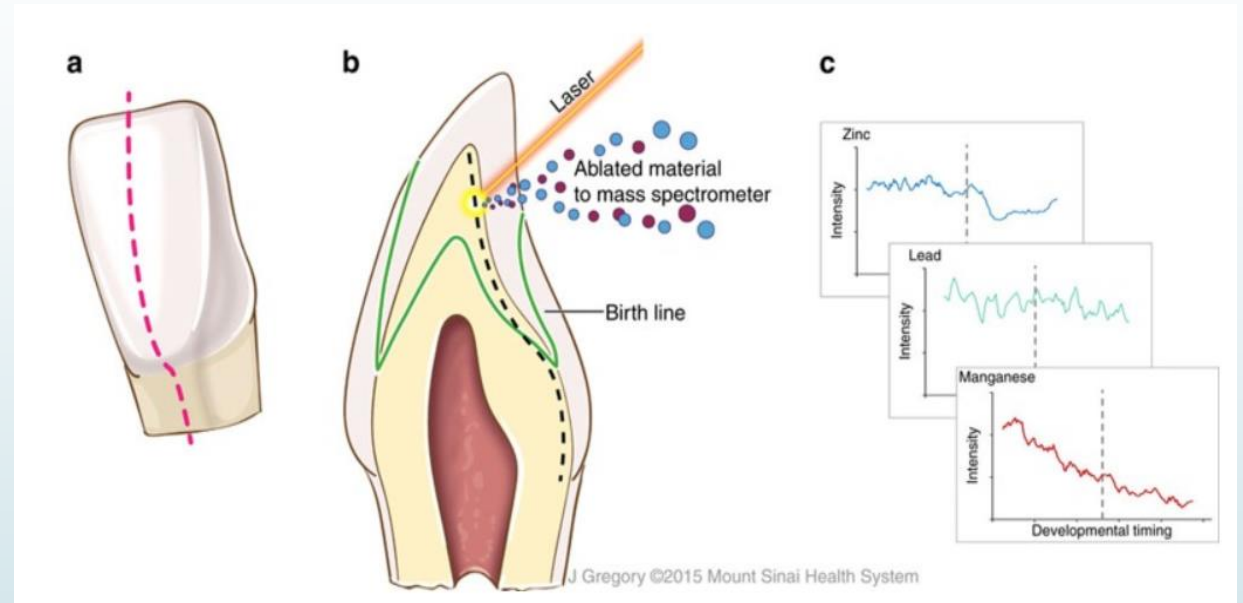 a
b
c
Laser
Ablated material
to mass spectrometer
Birth line
Zinc
Intensity
Lead
Intensity
Manganese
Intensity
Developmental timing
J Gregory ©2015 Mount Sinai Health System